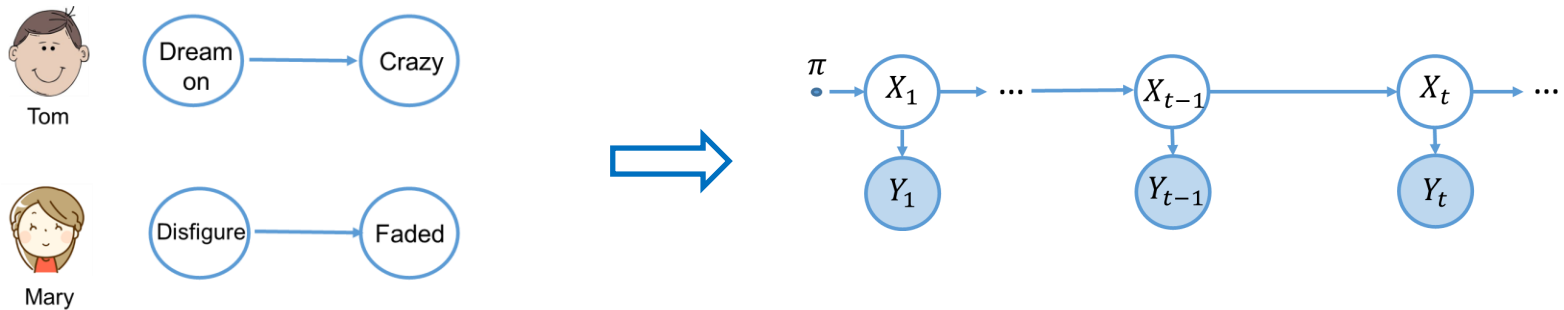 Dream
on
Crazy
Tom
Disfigure
Faded
Mary
π
X₁
...
Xₜ₋₁
Xₜ
...
Y₁
Yₜ₋₁
Yₜ